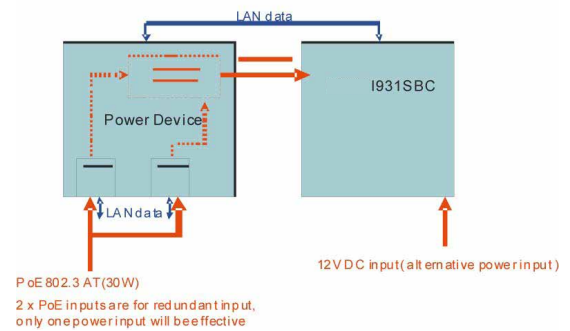 LAN data
I931SBC
Power Device
LAN data
12V DC input(alternative power input)
PoE 802.3 AT(30W)
2 x PoE inputs are for redundant input,
only one power input will be effective